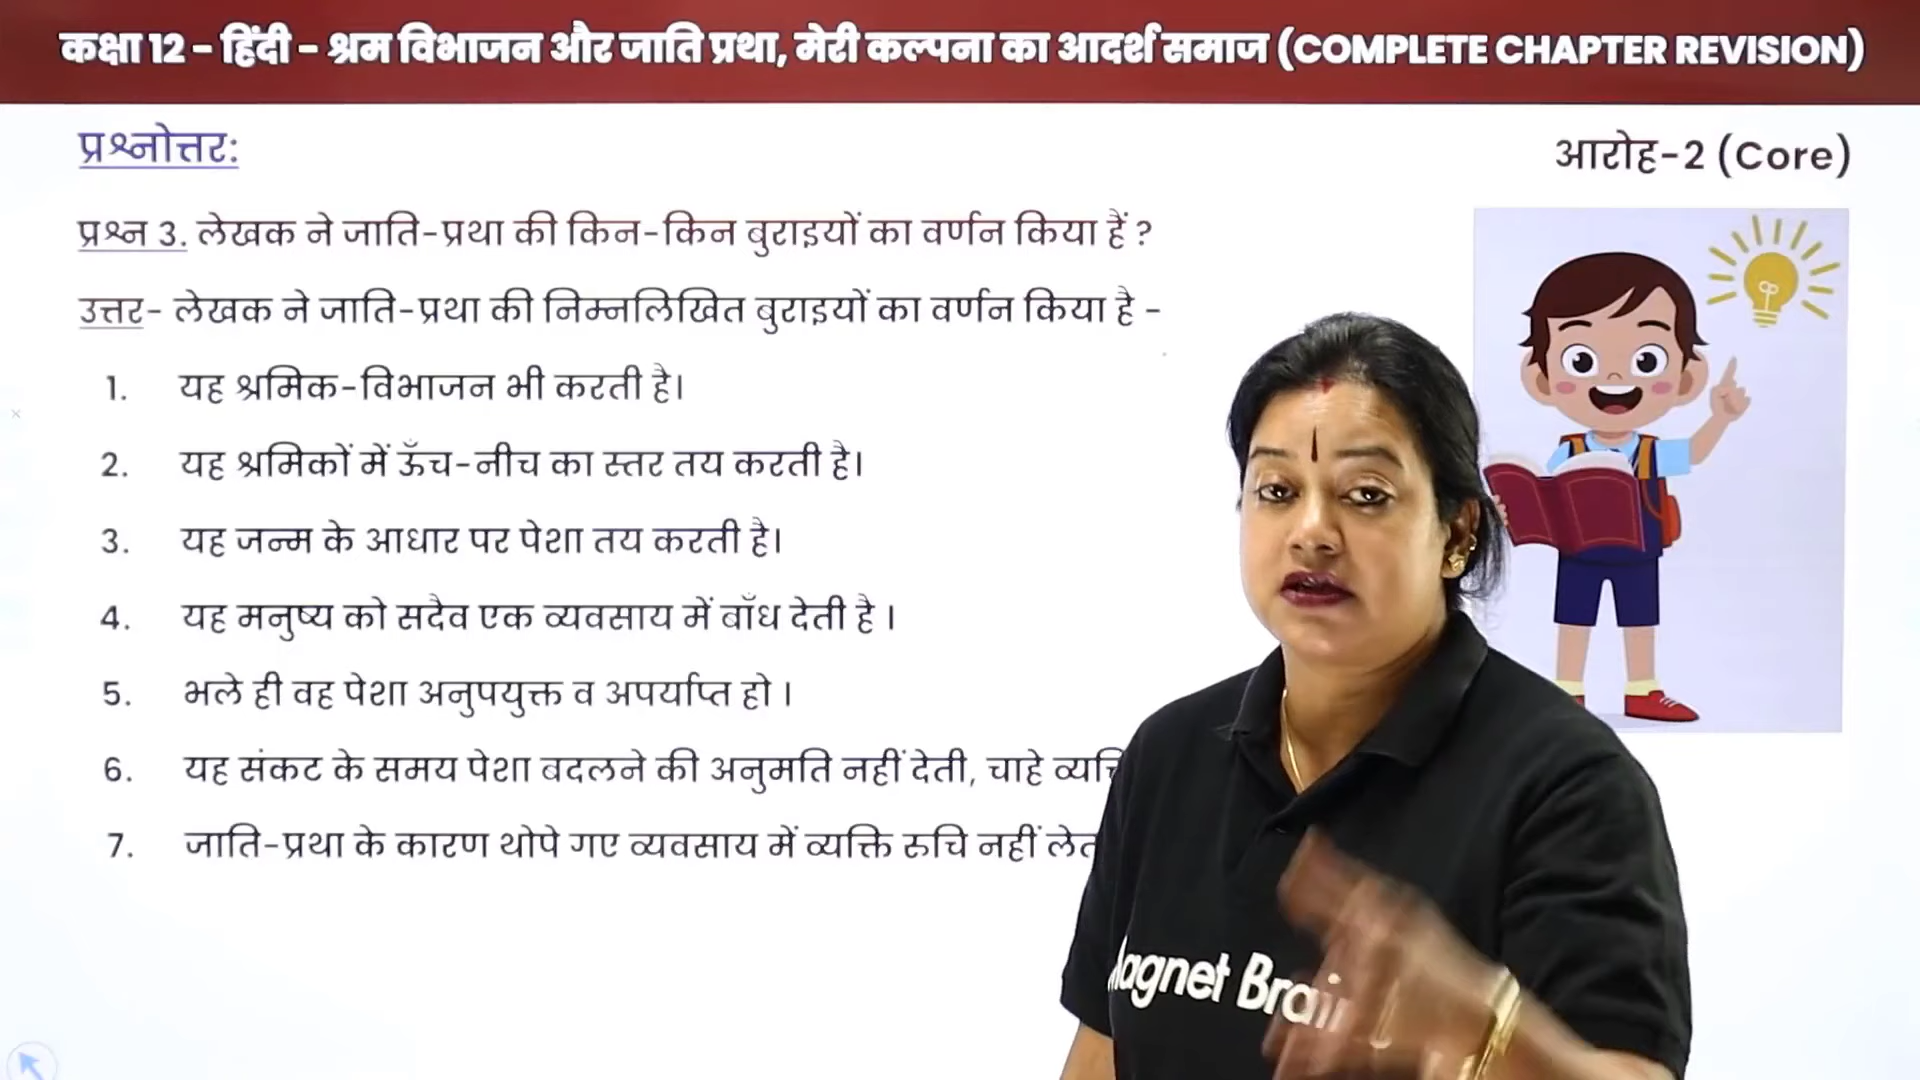 कक्षा 12 - हिंदी - श्रम विभाजन और जाति प्रथा, मेरी कल्पना का आदर्श समाज (COMPLETE CHAPTER REVISION)
प्रश्नोत्तर:
आरोह-2 (Core)
प्रश्न 3. लेखक ने जाति-प्रथा की किन-किन बुराइयों का वर्णन किया हैं ?
उत्तर- लेखक ने जाति-प्रथा की निम्नलिखित बुराइयों का वर्णन किया है -
1. यह श्रमिक-विभाजन भी करती है।
2. यह श्रमिकों में ऊँच-नीच का स्तर तय करती है।
3. यह जन्म के आधार पर पेशा तय करती है।
4. यह मनुष्य को सदैव एक व्यवसाय में बाँध देती है ।
5. भले ही वह पेशा अनुपयुक्त व अपर्याप्त हो ।
6. यह संकट के समय पेशा बदलने की अनुमति नहीं देती, चाहे
7. जाति-प्रथा के कारण थोपे गए व्यवसाय में व्यक्ति रुचि नहीं
agnet Brain